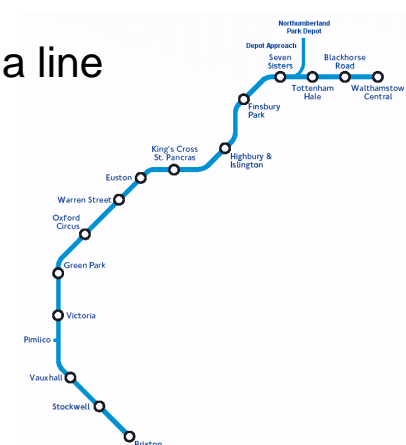 a line
Northumberland
Park Depot
Depot Approach
Seven
Sisters
Blackhorse
Road
Tottenham
Hale
Walthamstow
Central
Finsbury
Park
Highbury &
Islington
King's Cross
St. Pancras
Euston
Warren Street
Oxford
Circus
Green Park
Victoria
Pimlico
Vauxhall
Stockwell
Brixton